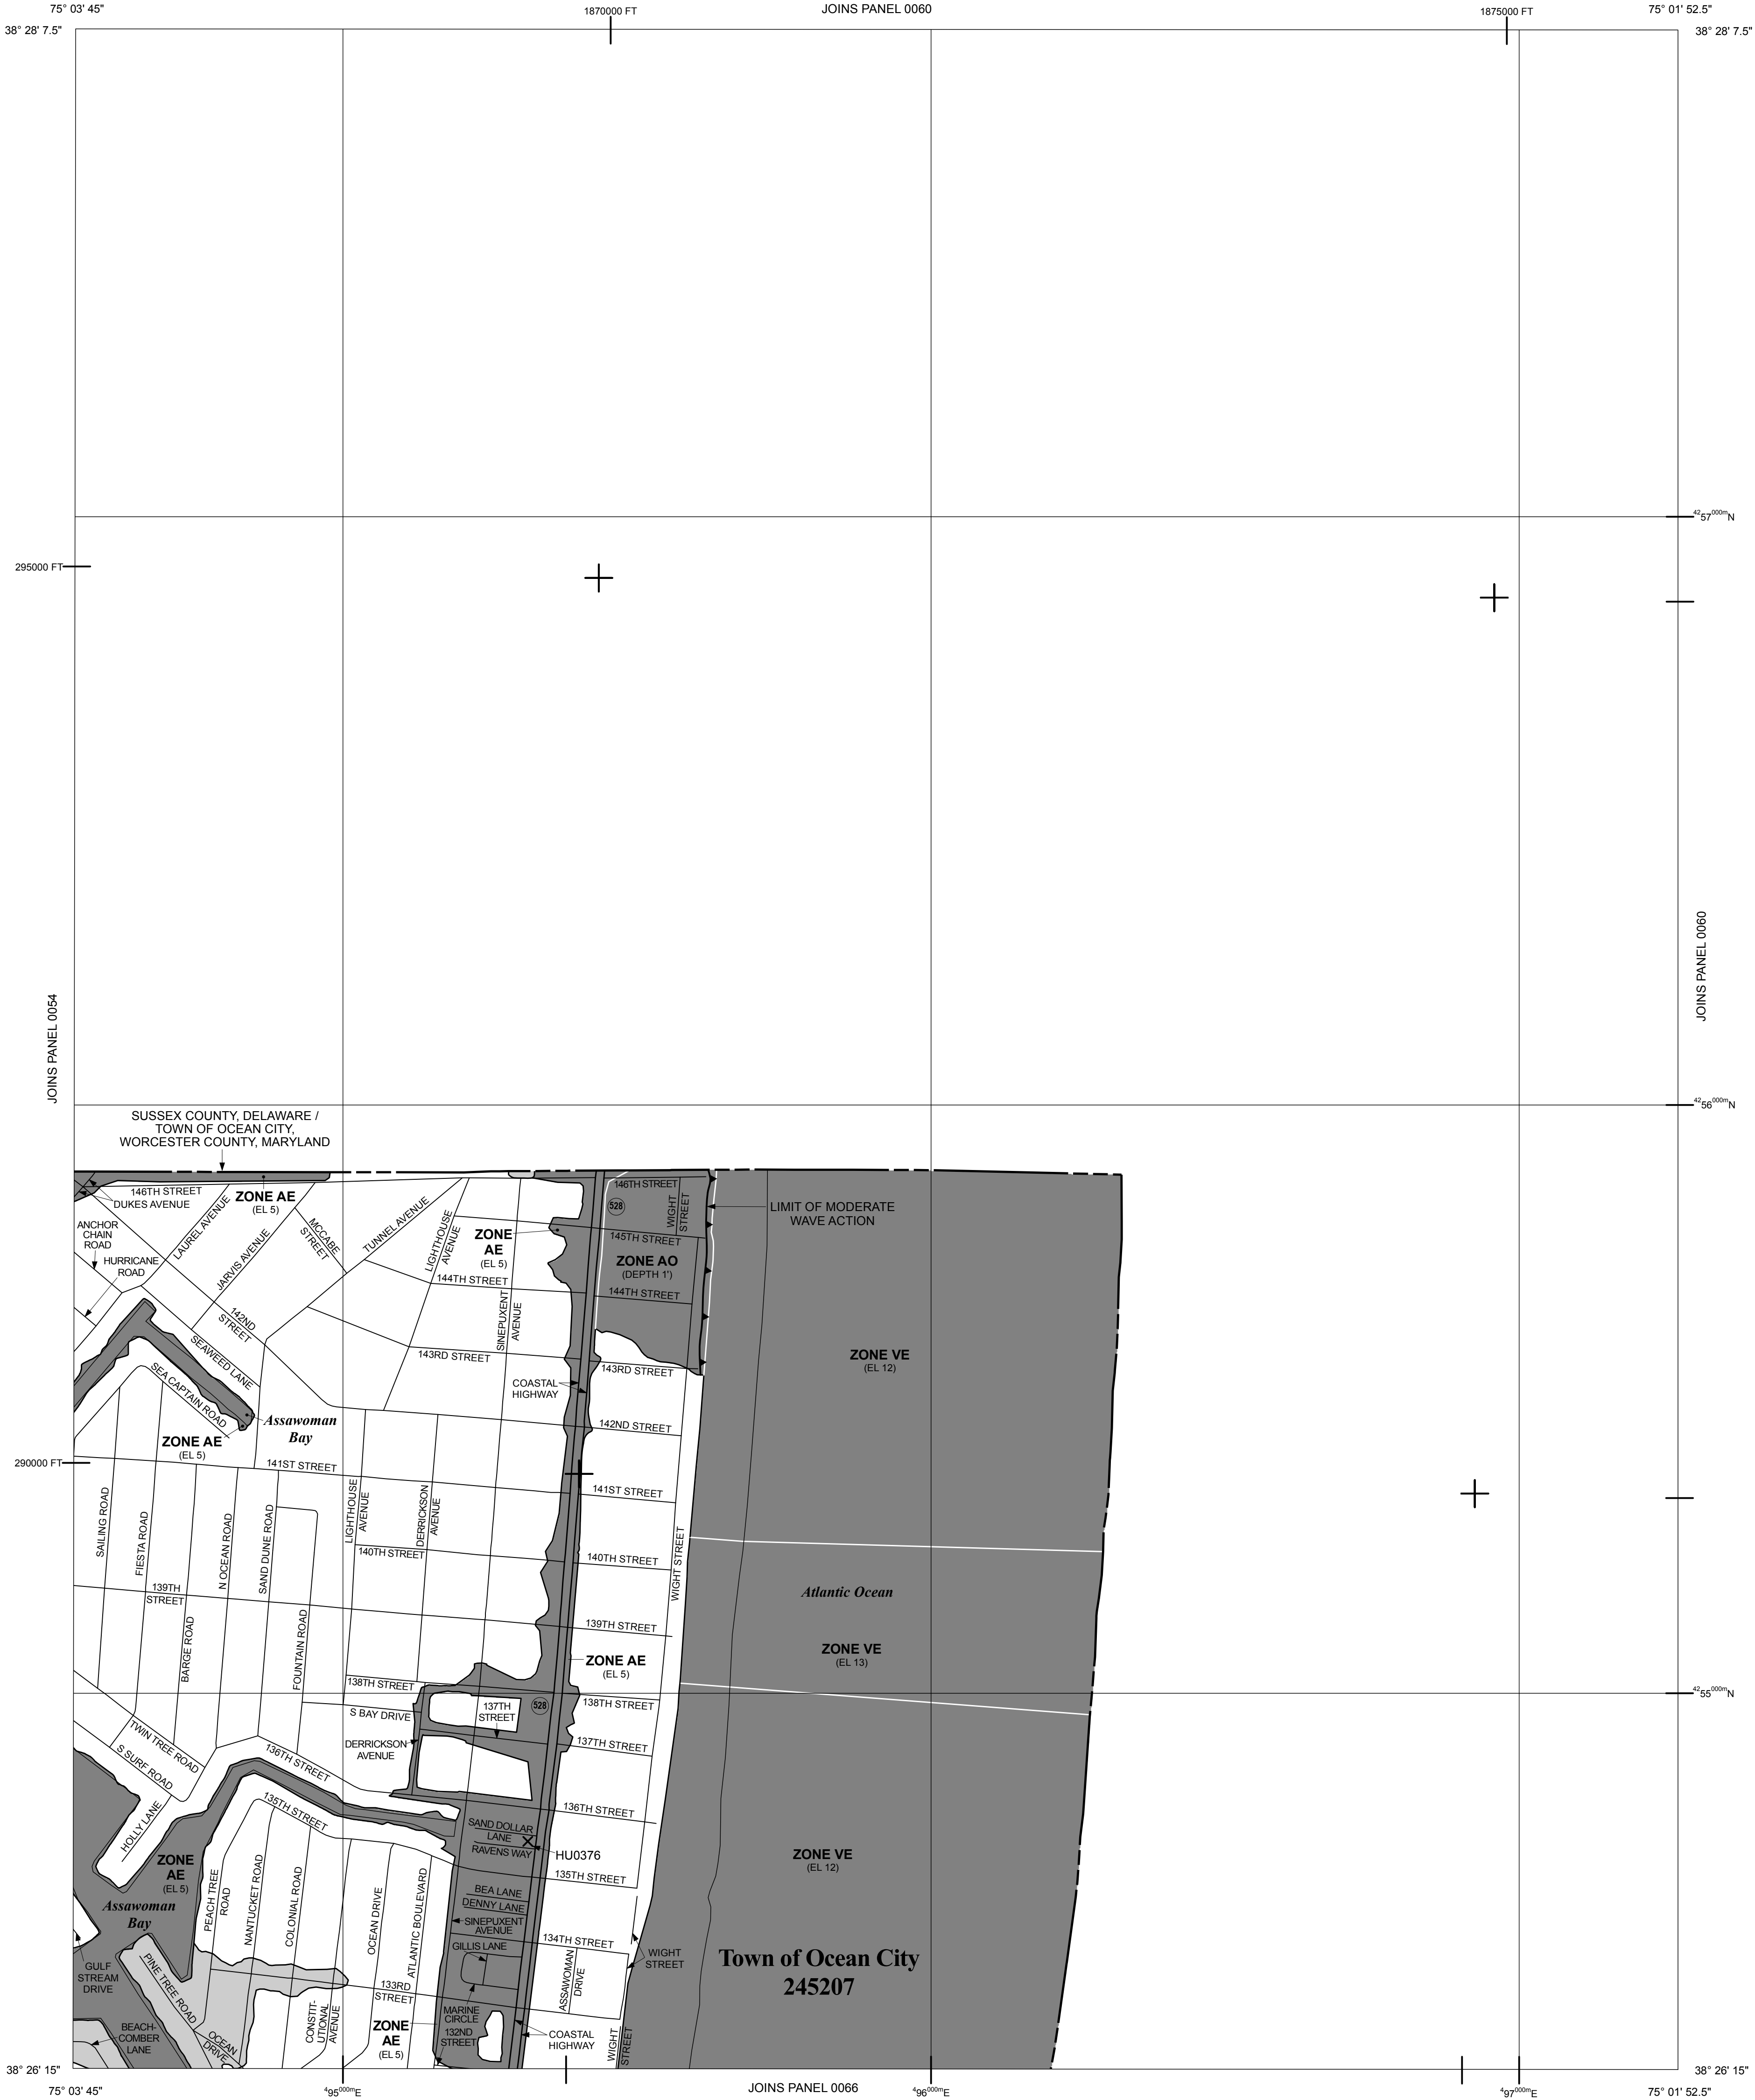 75° 03' 45"
1870000 FT
JOINS PANEL 0060
1875000 FT
75° 01' 52.5"
38° 28' 7.5"
38° 28' 7.5"
4257000mN
295000 FT
JOINS PANEL 0054
JOINS PANEL 0060
4256000mN
SUSSEX COUNTY, DELAWARE /
TOWN OF OCEAN CITY,
WORCESTER COUNTY, MARYLAND
146TH STREET
DUKES AVENUE
ZONE AE
(EL 5)
ANCHOR
CHAIN
ROAD
HURRICANE
ROAD
LAUREL AVENUE
JARVIS AVENUE
MCCABE
STREET
TUNNEL AVENUE
LIGHTHOUSE
AVENUE
ZONE
AE
(EL 5)
144TH STREET
SINEPUXENT
AVENUE
528
146TH STREET
WIGHT
STREET
145TH STREET
ZONE AO
(DEPTH 1')
144TH STREET
LIMIT OF MODERATE
WAVE ACTION
142ND
STREET
SEAWEED LANE
SEA CAPTAIN ROAD
143RD STREET
143RD STREET
COASTAL
HIGHWAY
ZONE VE
(EL 12)
Assawoman
Bay
ZONE AE
(EL 5)
142ND STREET
290000 FT
141ST STREET
141ST STREET
SAILING ROAD
FIESTA ROAD
N OCEAN ROAD
SAND DUNE ROAD
LIGHTHOUSE
AVENUE
DERRICKSON
AVENUE
140TH STREET
140TH STREET
WIGHT STREET
139TH
STREET
Atlantic Ocean
BARGE ROAD
FOUNTAIN ROAD
139TH STREET
ZONE AE
(EL 5)
ZONE VE
(EL 13)
138TH STREET
S BAY DRIVE
137TH
STREET
528
138TH STREET
4255000mN
TWIN TREE ROAD
S SURF ROAD
136TH STREET
DERRICKSON
AVENUE
137TH STREET
HOLLY LANE
135TH STREET
136TH STREET
SAND DOLLAR
LANE
RAVENS WAY
HU0376
ZONE
AE
(EL 5)
135TH STREET
ZONE VE
(EL 12)
PEACH TREE
ROAD
NANTUCKET ROAD
COLONIAL ROAD
OCEAN DRIVE
ATLANTIC BOULEVARD
BEA LANE
DENNY LANE
SINEPUXENT
AVENUE
Assawoman
Bay
134TH STREET
GILLIS LANE
WIGHT
STREET
Town of Ocean City
245207
GULF
STREAM
DRIVE
PINE TREE ROAD
133RD
STREET
ASSAWOMAN
DRIVE
CONSTIT-
UTIONAL
AVENUE
MARINE
CIRCLE
132ND
STREET
BEACH-
COMBER
LANE
OCEAN
DRIVE
ZONE
AE
(EL 5)
COASTAL
HIGHWAY
WIGHT
STREET
38° 26' 15"
38° 26' 15"
75° 03' 45"
495000mE
JOINS PANEL 0066
496000mE
497000mE
75° 01' 52.5"